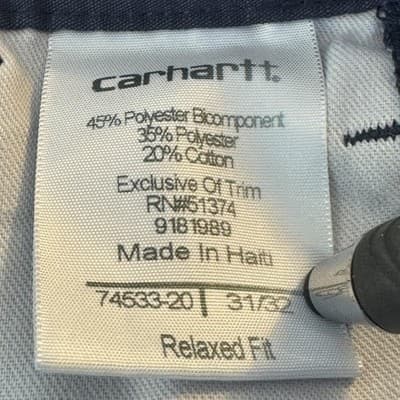 carhartt.
45% Polyester Bicomponent
35% Polyester
20% Cotton
Exclusive Of Trim
RN#51374
9181989
Made In Haiti
74533-20 31/32
Relaxed Fit